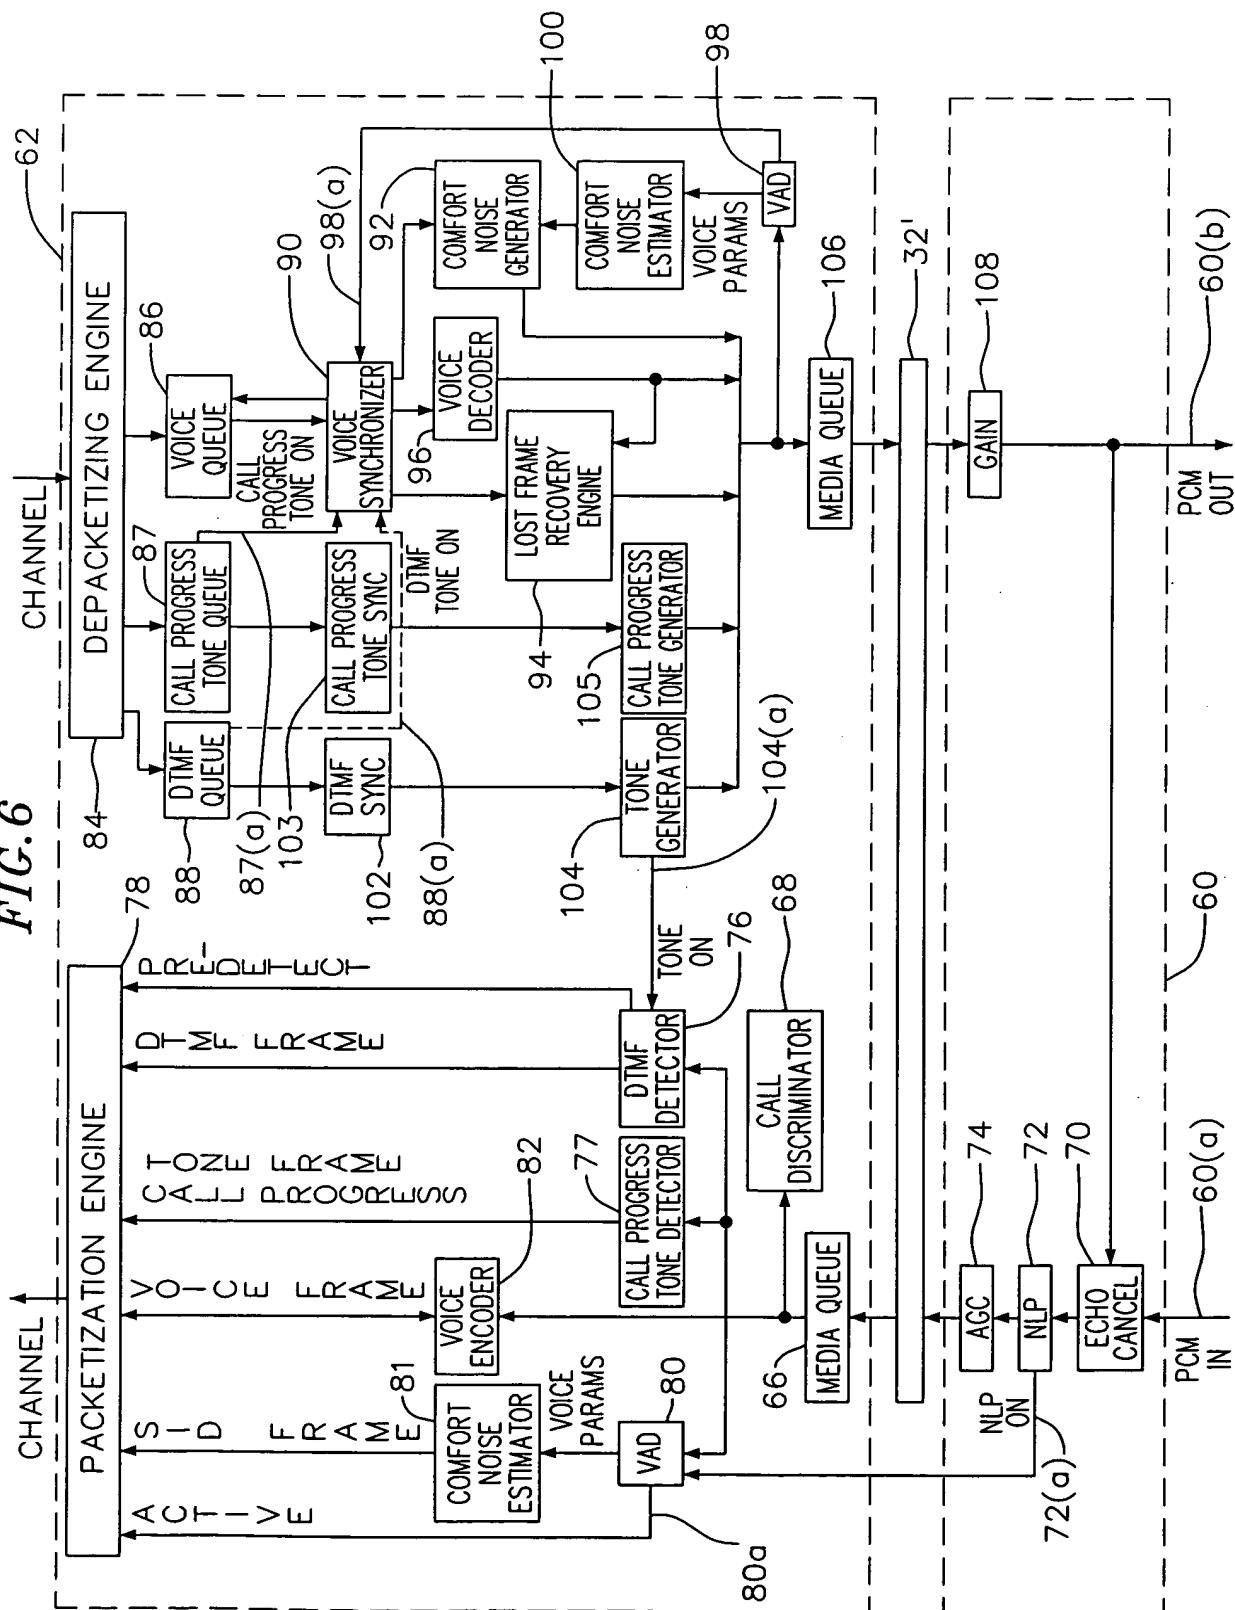 FIG.6
CHANNEL
CHANNEL
62
PACKETIZATION ENGINE
78
84
DEPACKETIZING ENGINE
ACTIVE
SID FRAME
VOICE FRAME
CALL PROGRESS
TONE FRAME
DTMF FRAME
PRE-DETECT
88
DTMF
QUEUE
87
CALL PROGRESS
TONE QUEUE
86
VOICE
QUEUE
87(a)
CALL
PROGRESS
TONE ON
90
98(a)
103
102
DTMF
SYNC
CALL PROGRESS
TONE SYNC
VOICE
SYNCHRONIZER
88(a)
DTMF
TONE ON
92
COMFORT
NOISE
GENERATOR
100
81
COMFORT
NOISE
ESTIMATOR
82
VOICE
ENCODER
96
VOICE
DECODER
94
LOST FRAME
RECOVERY
ENGINE
COMFORT
NOISE
ESTIMATOR
VOICE
PARAMS
VOICE
PARAMS
98
VAD
80
VAD
80a
77
CALL PROGRESS
TONE DETECTOR
DTMF
DETECTOR
76
TONE
ON
104
TONE
GENERATOR
104(a)
105
CALL PROGRESS
TONE GENERATOR
68
CALL
DISCRIMINATOR
66
MEDIA QUEUE
MEDIA QUEUE
106
32'
NLP
ON
72(a)
AGC
74
NLP
72
ECHO
CANCEL
70
GAIN
108
PCM
IN
60(a)
60
PCM
OUT
60(b)